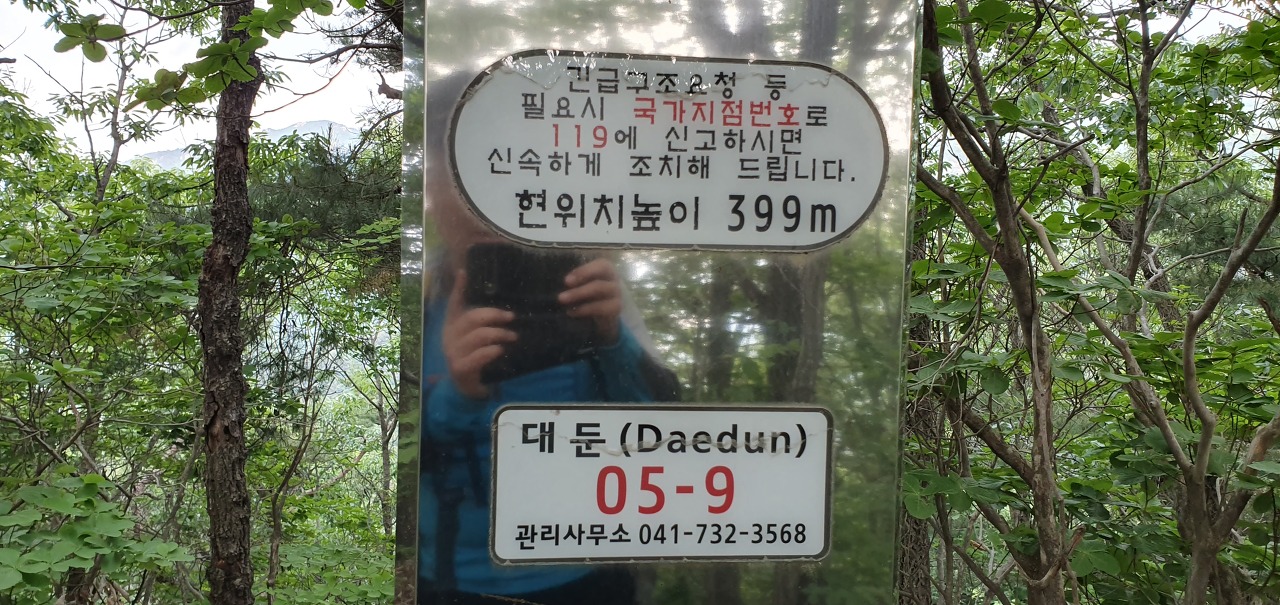 긴급구조요청 등
필요시 국가지점번호로
119에 신고하시면
신속하게 조치해 드립니다.
현위치높이 399m
대둔(Daedun)
05-9
관리사무소 041-732-3568